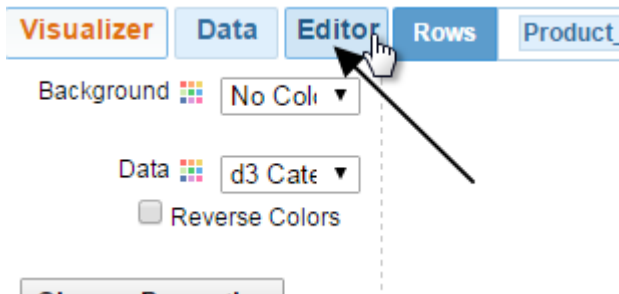 Visualizer Data Editor Rows Product_
Background No Colo
Data d3 Cate
Reverse Colors